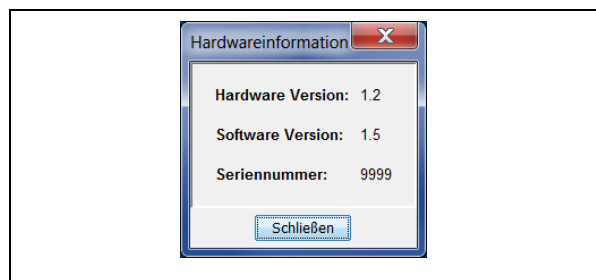 Hardwareinformation
Hardware Version: 1.2
Software Version: 1.5
Seriennummer: 9999
Schließen